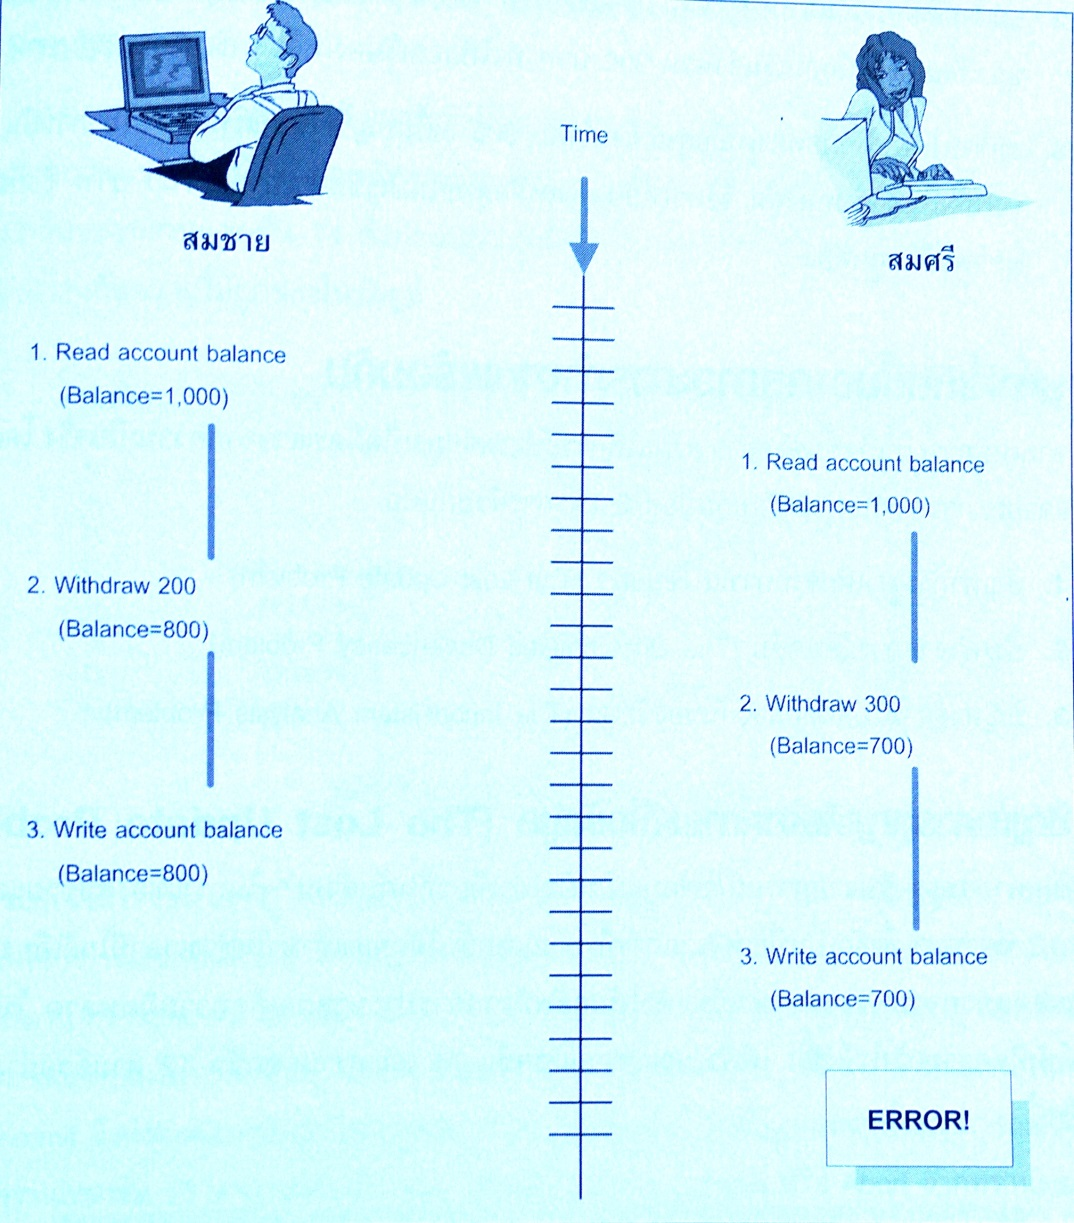 Time
สมชาย
สมศรี
1. Read account balance
(Balance=1,000)
2. Withdraw 200
(Balance=800)
3. Write account balance
(Balance=800)
1. Read account balance
(Balance=1,000)
2. Withdraw 300
(Balance=700)
3. Write account balance
(Balance=700)
ERROR!